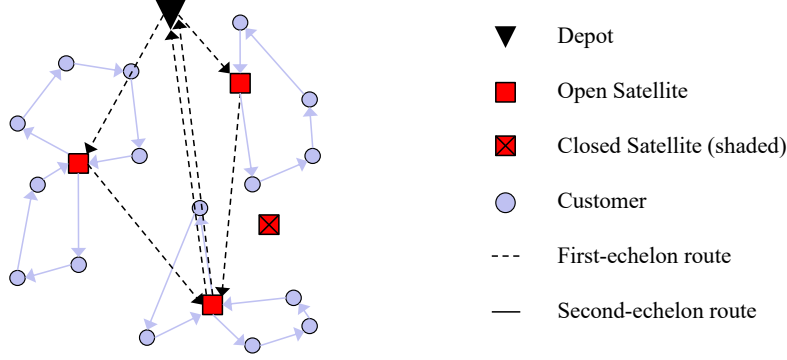 Depot
Open Satellite
Closed Satellite (shaded)
Customer
First-echelon route
Second-echelon route